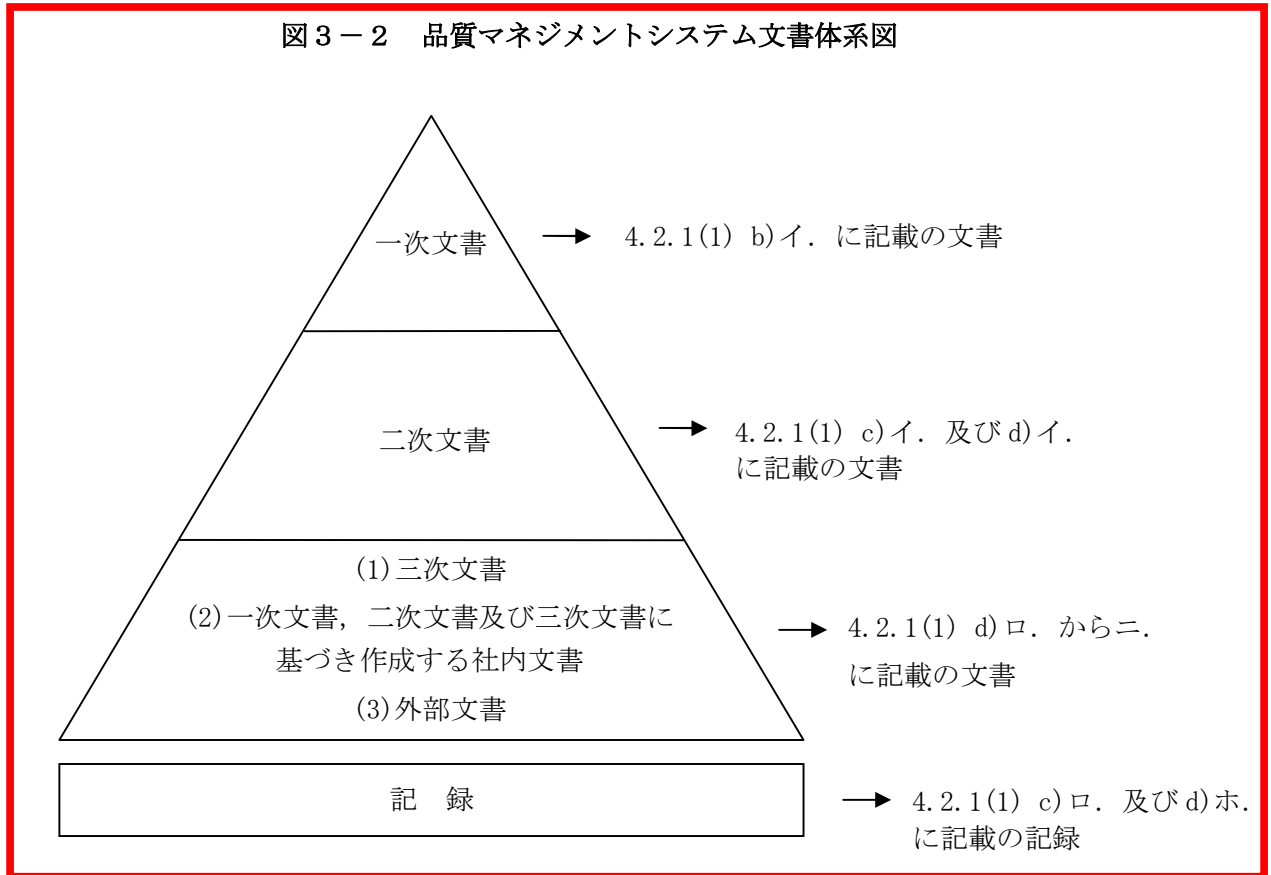 図3-2　品質マネジメントシステム文書体系図
一次文書
4.2.1(1) b)イ．に記載の文書
二次文書
4.2.1(1) c)イ．及びd)イ．
に記載の文書
(1)三次文書
(2)一次文書，二次文書及び三次文書に
基づき作成する社内文書
(3)外部文書
4.2.1(1) d)ロ．からニ．
に記載の文書
記　録
4.2.1(1) c)ロ．及びd)ホ．
に記載の記録